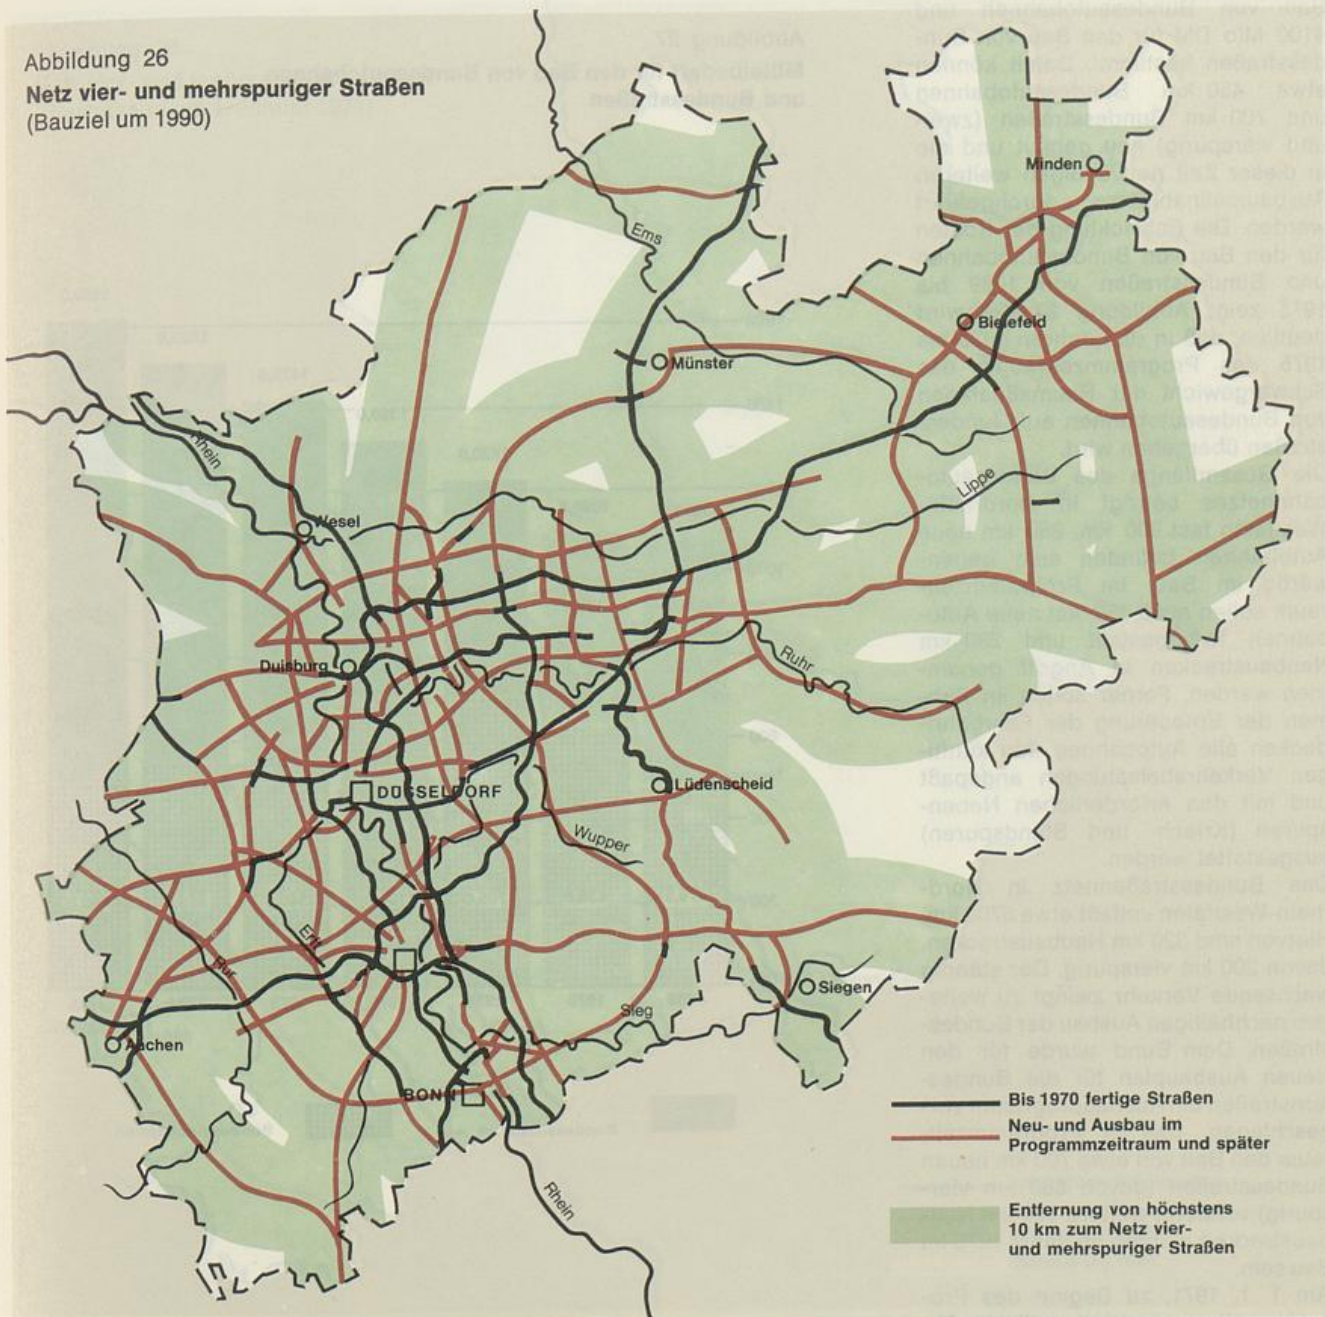 Abbildung 26
Netz vier- und mehrspuriger Straßen
(Bauziel um 1990)
Minden
Ems
Bielefeld
Münster
Rhein
Lippe
Wesel
Duisburg
Ruhr
DÜSSELDORF
Lüdenscheid
Wupper
Erft
Rur
Siegen
Sieg
Aachen
BONN
Rhein
Bis 1970 fertige Straßen
Neu- und Ausbau im
Programmzeitraum und später
Entfernung von höchstens
10 km zum Netz vier-
und mehrspuriger Straßen